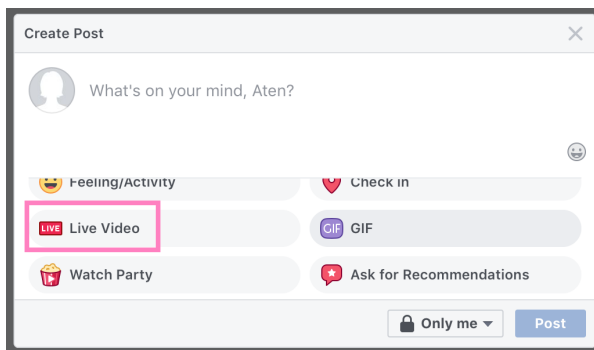 Create Post
What's on your mind, Aten?
Feeling/Activity
Check in
LIVE Live Video
GIF GIF
Watch Party
Ask for Recommendations
Only me
Post